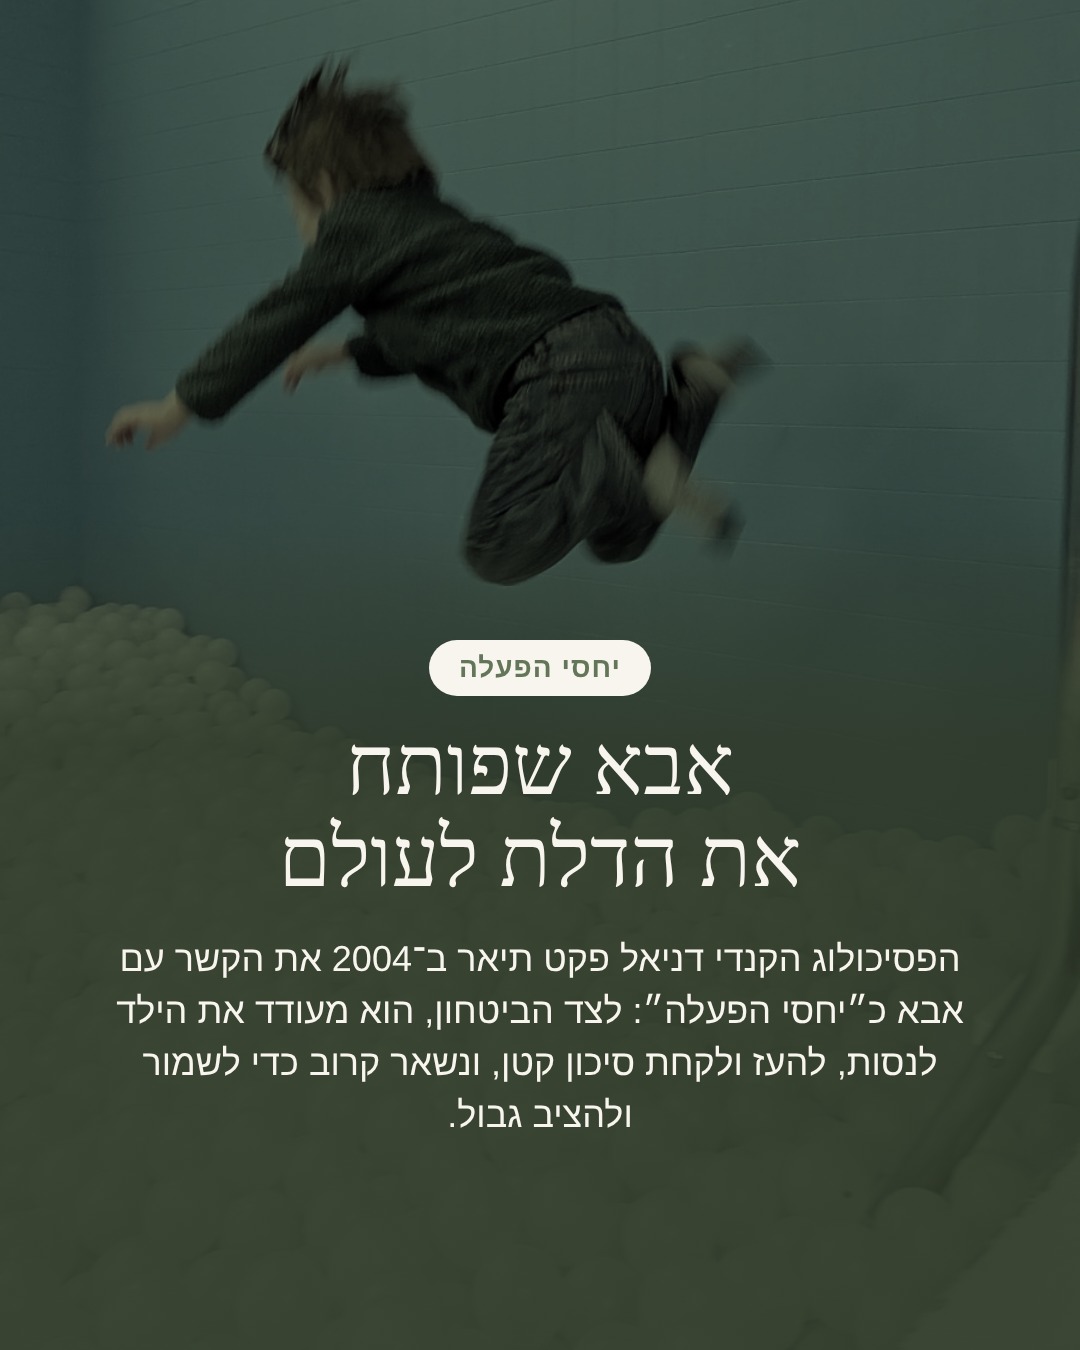 יחסי הפעלה
אבא שפותח
את הדלת לעולם
הפסיכולוג הקנדי דניאל פקט תיאר ב־2004 את הקשר עם
אבא כ״יחסי הפעלה״: לצד הביטחון, הוא מעודד את הילד
לנסות, להעז ולקחת סיכון קטן, ונשאר קרוב כדי לשמור
ולהציב גבול.